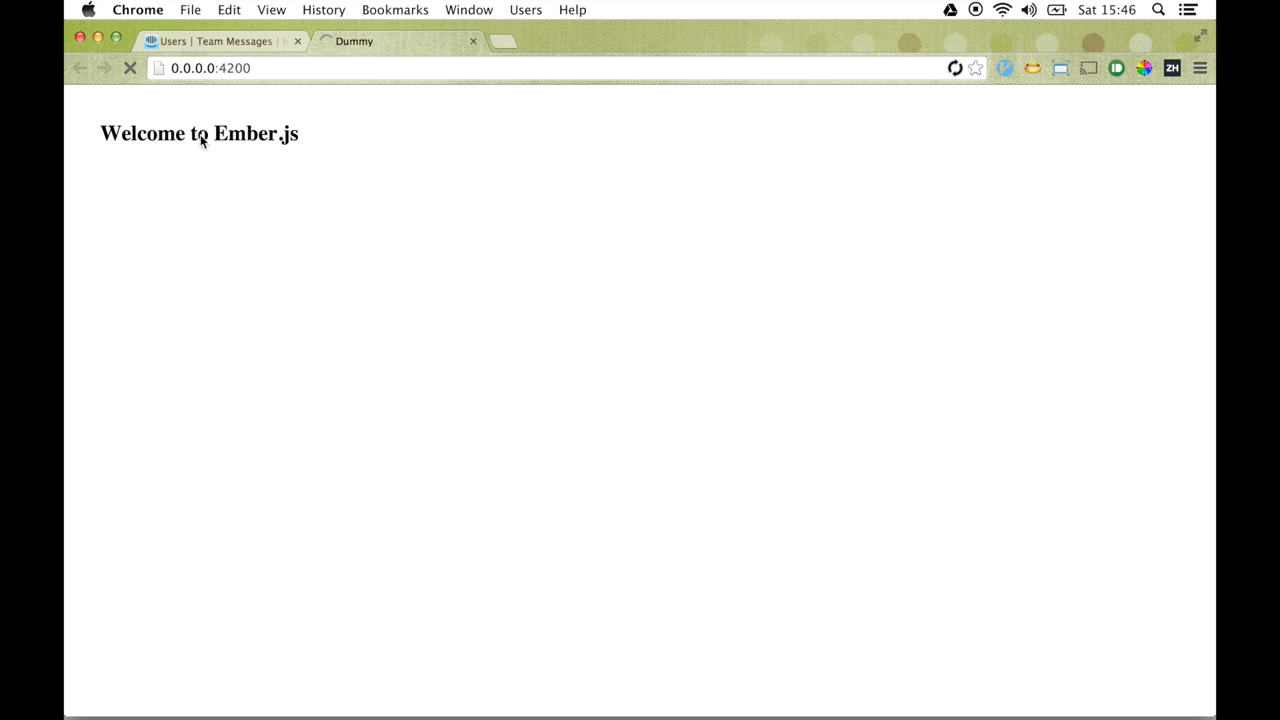 Chrome File Edit View History Bookmarks Window Users Help Sat 15:46
Users | Team Messages | Dummy
0.0.0.0:4200 ZH
Welcome to Ember.js